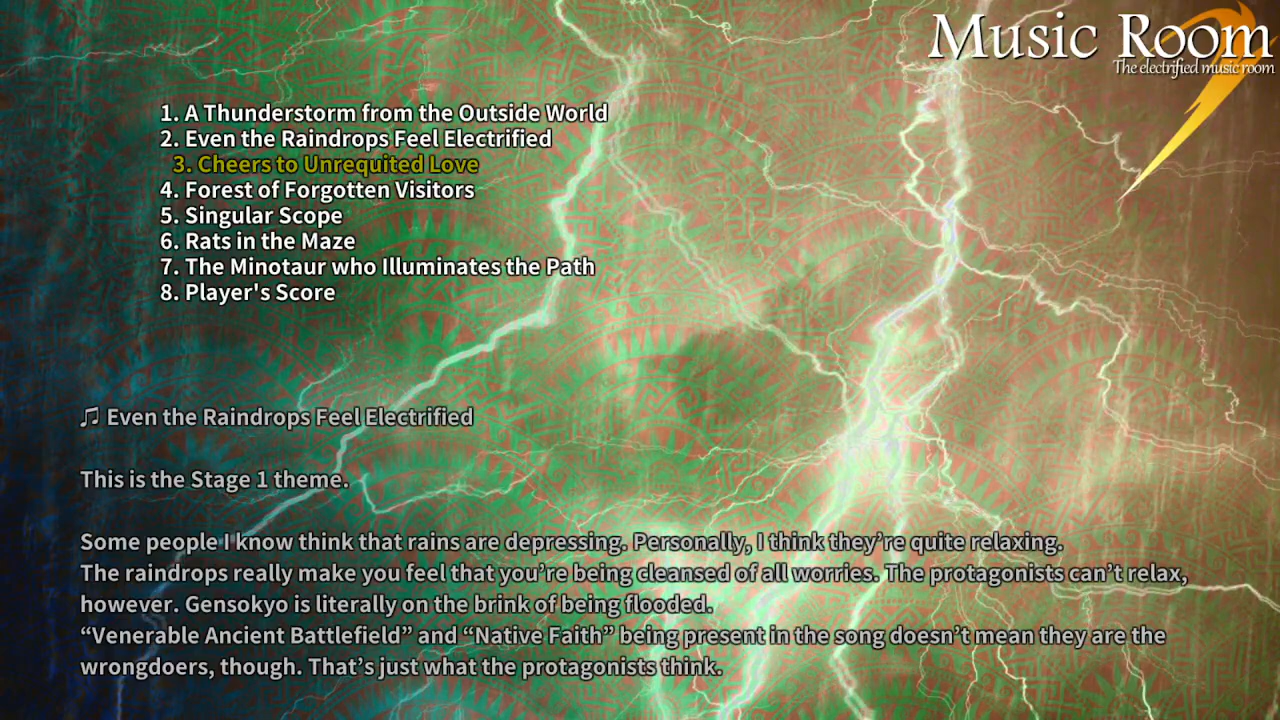 Music Room
The electrified music room
1. A Thunderstorm from the Outside World
2. Even the Raindrops Feel Electrified
3. Cheers to Unrequited Love
4. Forest of Forgotten Visitors
5. Singular Scope
6. Rats in the Maze
7. The Minotaur who Illuminates the Path
8. Player's Score
♫ Even the Raindrops Feel Electrified
This is the Stage 1 theme.
Some people I know think that rains are depressing. Personally, I think they’re quite relaxing.
The raindrops really make you feel that you’re being cleansed of all worries. The protagonists can’t relax,
however. Gensokyo is literally on the brink of being flooded.
“Venerable Ancient Battlefield” and “Native Faith” being present in the song doesn’t mean they are the
wrongdoers, though. That’s just what the protagonists think.